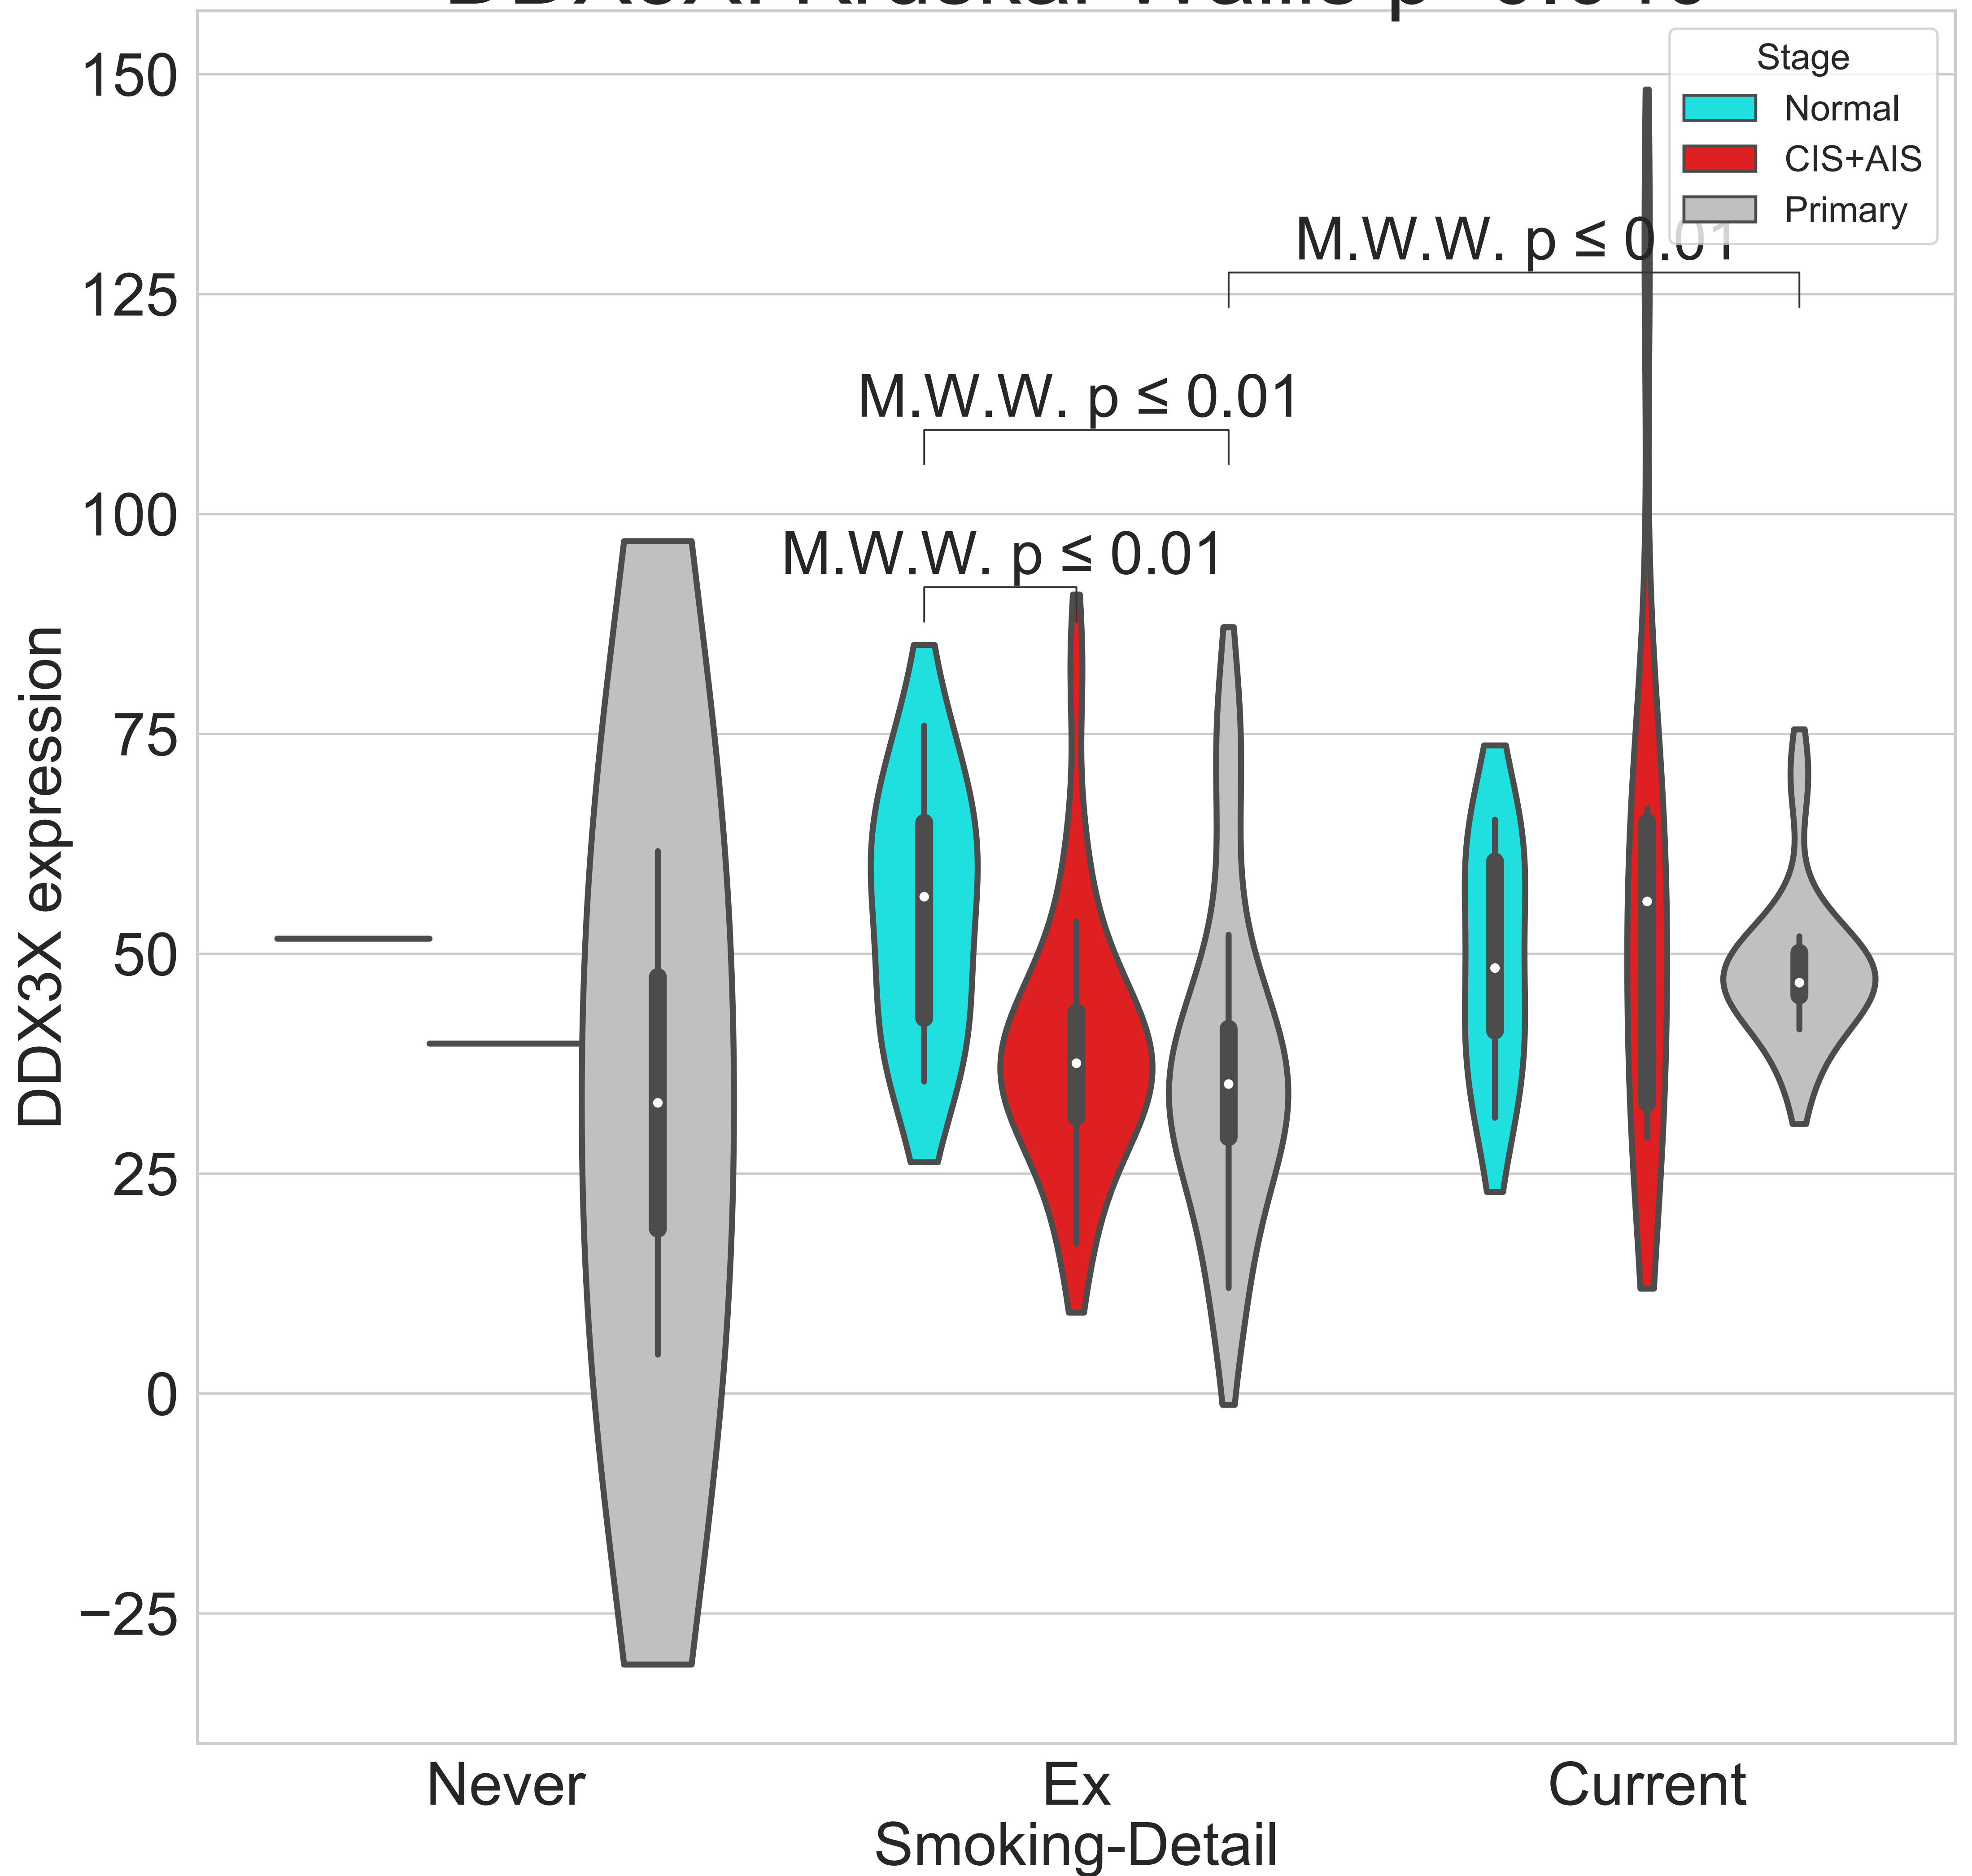 150
125
100
75
50
25
0
−25
DDX3X expression
Stage
Normal
CIS+AIS
Primary
M.W.W. p ≤ 0.01
M.W.W. p ≤ 0.01
M.W.W. p ≤ 0.01
Never
Ex
Current
Smoking-Detail